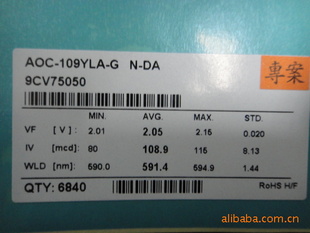 AOC-109YLA-G N-DA
9CV75050
專案
MIN. AVG. MAX. STD.
VF [V]: 2.01 2.05 2.15 0.020
IV [mcd]: 80 108.9 115 8.13
WLD [nm]: 590.0 591.4 594.9 1.44
QTY: 6840 RoHS H/F
alibaba.com.cn